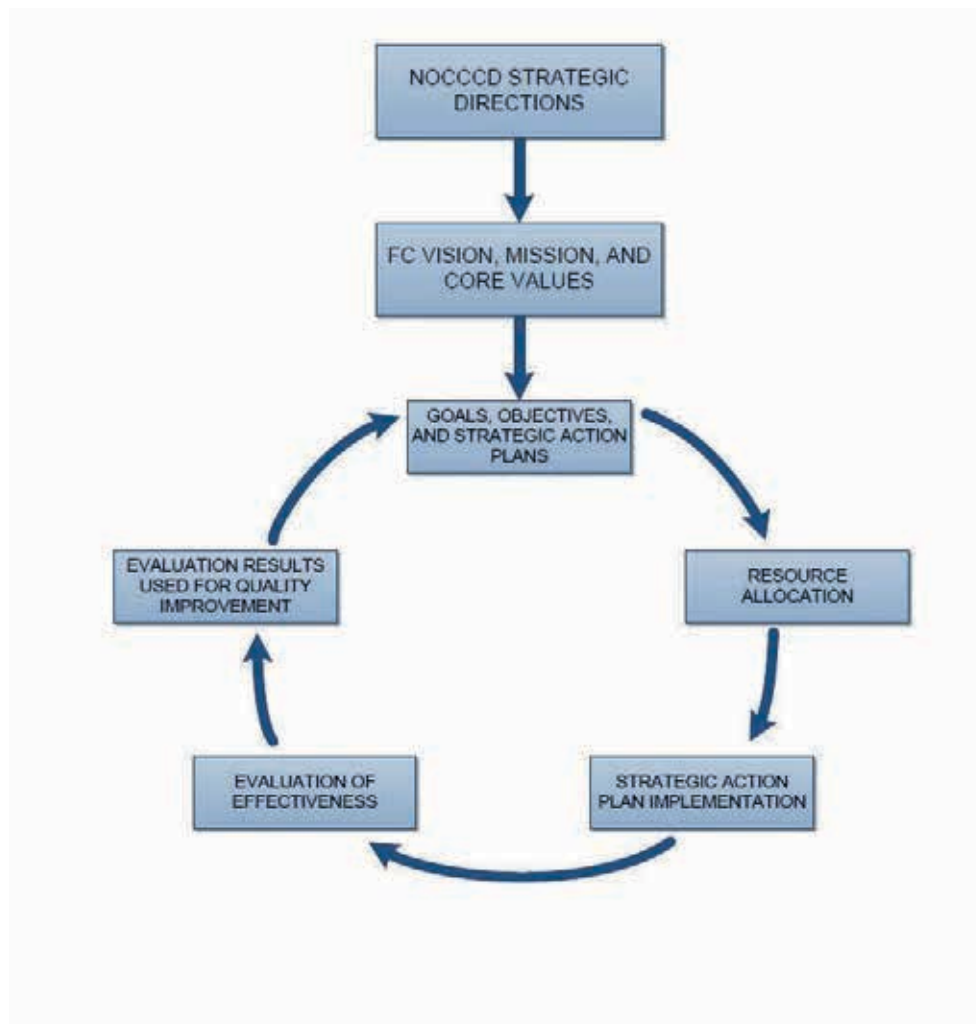 NOCCCD STRATEGIC
DIRECTIONS
FC VISION, MISSION, AND
CORE VALUES
GOALS, OBJECTIVES,
AND STRATEGIC ACTION
PLANS
RESOURCE
ALLOCATION
STRATEGIC ACTION
PLAN IMPLEMENTATION
EVALUATION OF
EFFECTIVENESS
EVALUATION RESULTS
USED FOR QUALITY
IMPROVEMENT